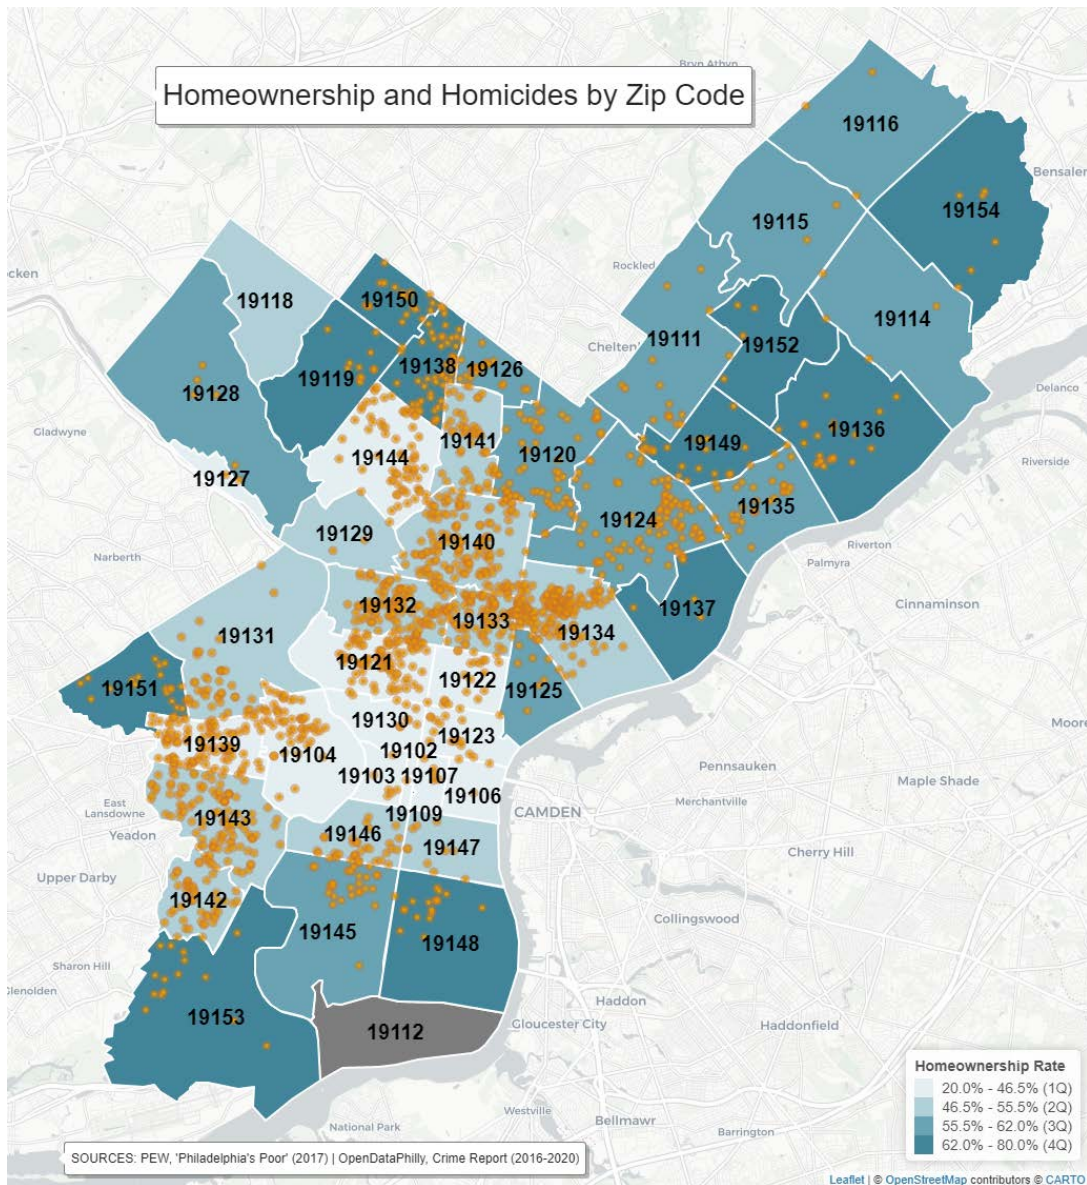 Bryn Athyn
Homeownership and Homicides by Zip Code
19116
Bensalem
19154
19115
ocken
Rockled
19118
19150
19114
19111
Chelten
19152
19138
19126
19119
Delanco
19128
19136
Gladwyne
19141
19149
19120
19144
Riverside
19127
19135
19124
19129
19140
Riverton
Narberth
Palmyra
19132
Cinnaminson
19137
19133
19134
19131
19121
19122
19151
19125
19130
Moore
19123
19139
19102
19104
Pennsauken
19103
19107
Maple Shade
19106
East
Lansdowne
Merchantville
CAMDEN
19109
19143
Yeadon
19146
19147
Cherry Hill
Upper Darby
19142
Collingswood
19145
19148
Sharon Hill
Glenolden
Haddon
19153
Gloucester City
Haddonfield
19112
Homeownership Rate
20.0% - 46.5% (1Q)
46.5% - 55.5% (2Q)
55.5% - 62.0% (3Q)
62.0% - 80.0% (4Q)
Westville
Bellmawr
National Park
Barrington
SOURCES: PEW, 'Philadelphia's Poor' (2017) | OpenDataPhilly, Crime Report (2016-2020)
Leaflet | © OpenStreetMap contributors © CARTO